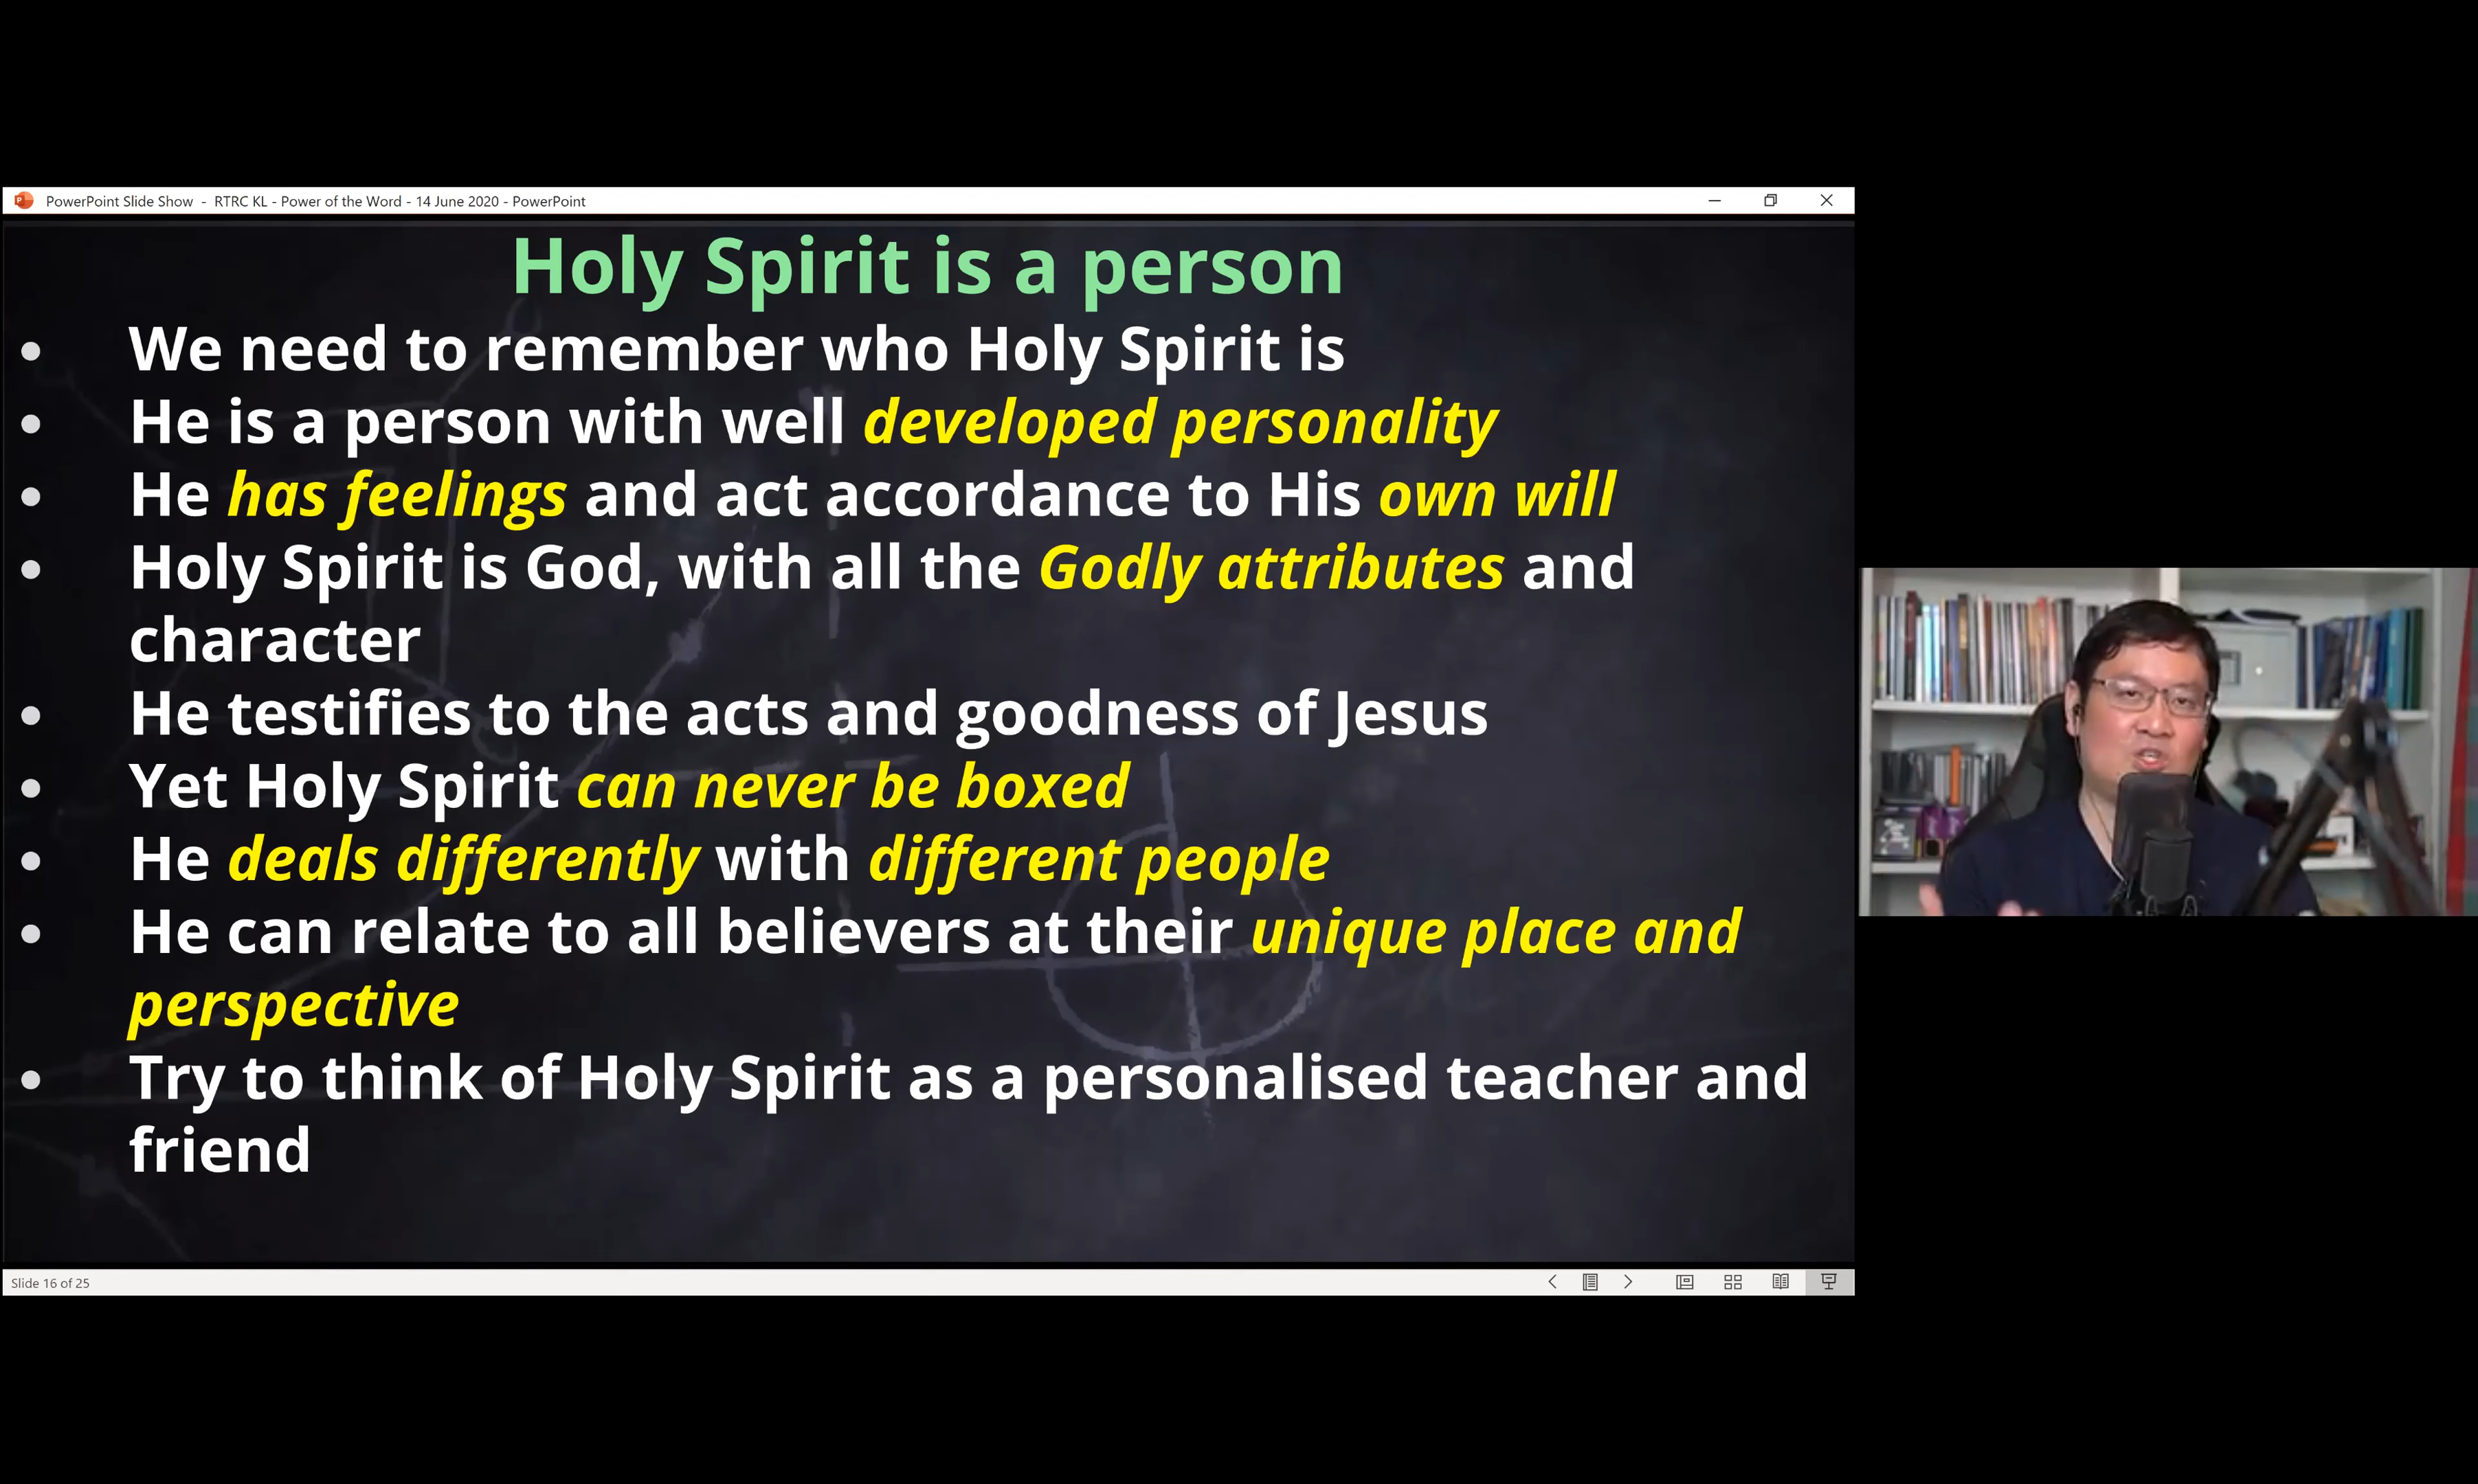 PowerPoint Slide Show - RTRC KL - Power of the Word - 14 June 2020 - PowerPoint
Holy Spirit is a person
• We need to remember who Holy Spirit is
• He is a person with well developed personality
• He has feelings and act accordance to His own will
• Holy Spirit is God, with all the Godly attributes and
character
• He testifies to the acts and goodness of Jesus
• Yet Holy Spirit can never be boxed
• He deals differently with different people
• He can relate to all believers at their unique place and
perspective
• Try to think of Holy Spirit as a personalised teacher and
friend
Slide 16 of 25